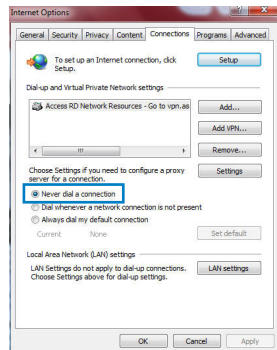 Internet Options
General Security Privacy Content Connections Programs Advanced
To set up an Internet connection, click
Setup.
Setup
Dial-up and Virtual Private Network settings
Access RD Network Resources - Go to vpn.as
Add...
Add VPN...
Remove...
Choose Settings if you need to configure a proxy
server for a connection.
Settings
Never dial a connection
Dial whenever a network connection is not present
Always dial my default connection
Current None
Set default
Local Area Network (LAN) settings
LAN Settings do not apply to dial-up connections.
Choose Settings above for dial-up settings.
LAN settings
OK Cancel Apply